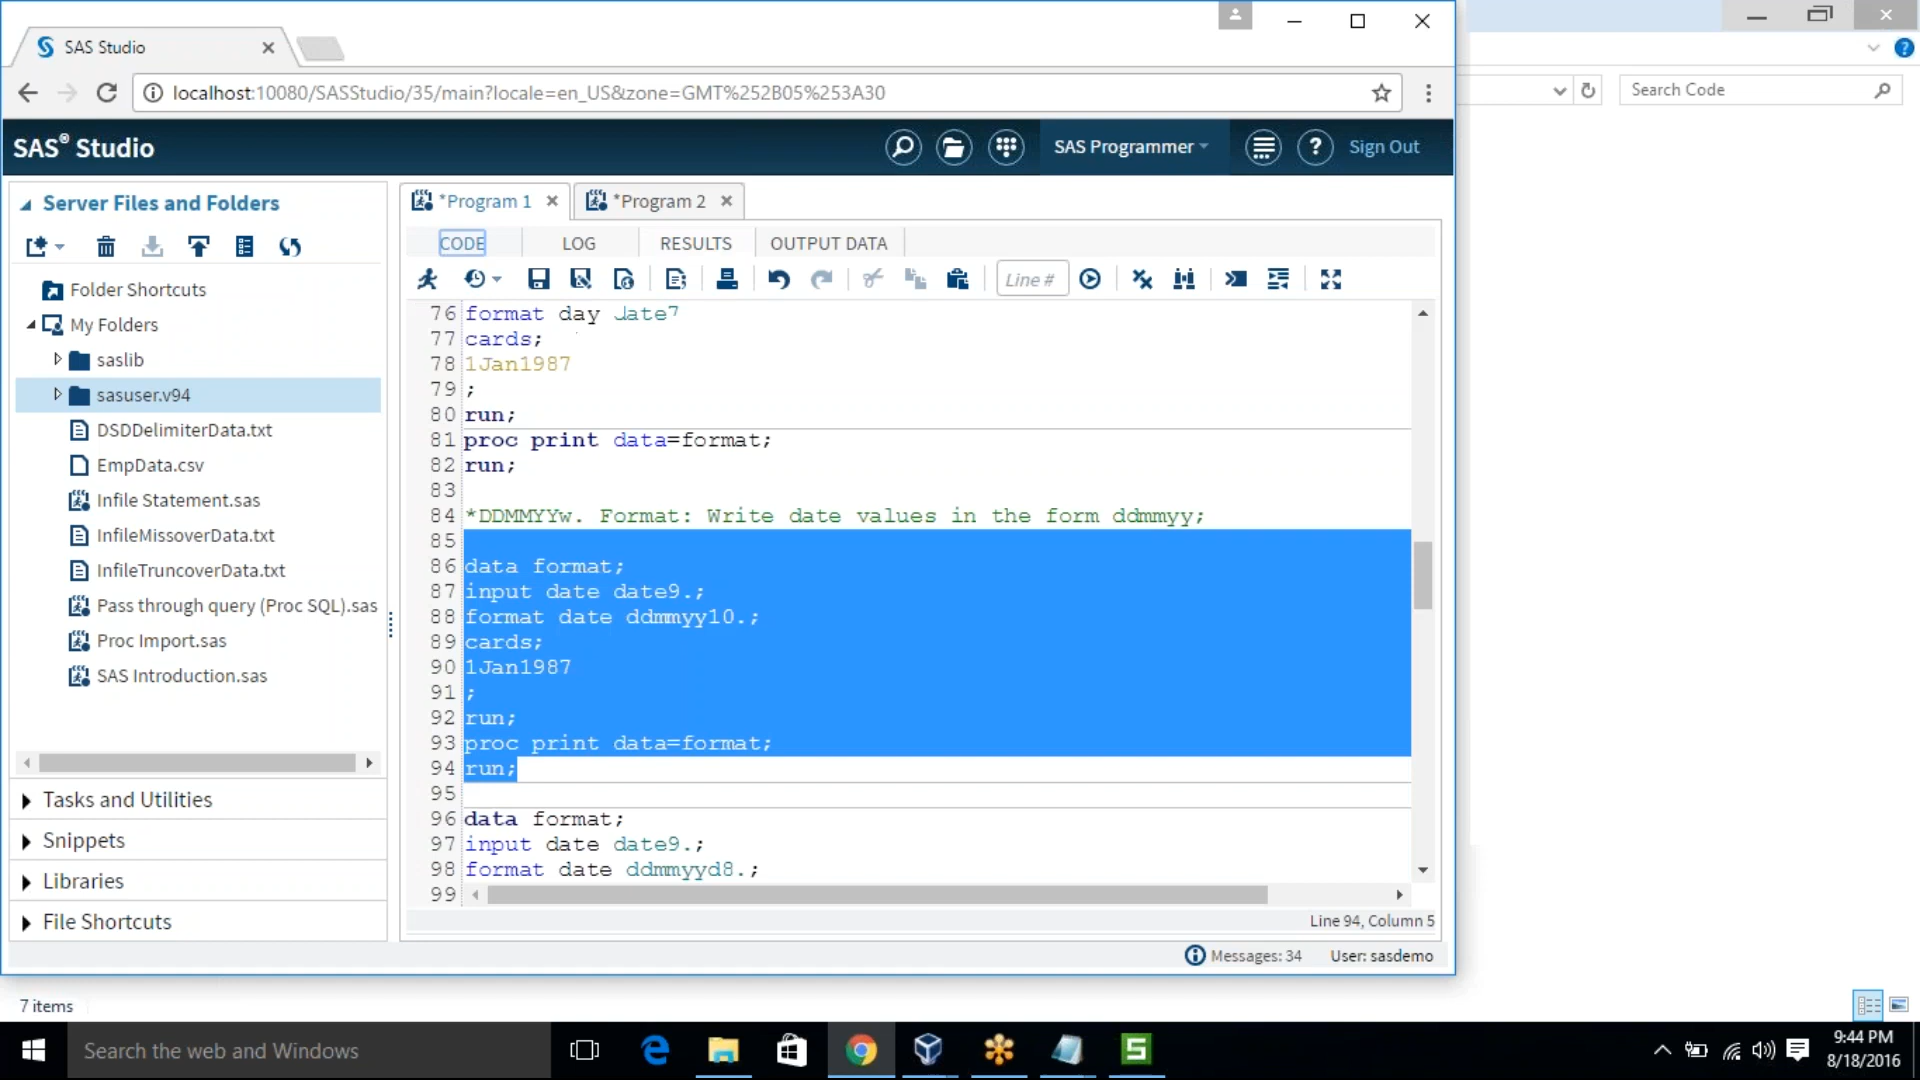 SAS Studio
localhost:10080/SASStudio/35/main?locale=en_US&zone=GMT%252B05%253A30
Search Code
SAS® Studio
SAS Programmer
Sign Out
Server Files and Folders
*Program 1
*Program 2
CODE
LOG
RESULTS
OUTPUT DATA
Line #
Folder Shortcuts
My Folders
saslib
sasuser.v94
DSDDelimiterData.txt
EmpData.csv
Infile Statement.sas
InfileMissoverData.txt
InfileTruncoverData.txt
Pass through query (Proc SQL).sas
Proc Import.sas
SAS Introduction.sas
Tasks and Utilities
Snippets
Libraries
File Shortcuts
76 format day date7
77 cards;
78 1Jan1987
79 ;
80 run;
81 proc print data=format;
82 run;
83
84 *DDMMYYw. Format: Write date values in the form ddmmyy;
85
86 data format;
87 input date date9.;
88 format date ddmmyy10.;
89 cards;
90 1Jan1987
91 ;
92 run;
93 proc print data=format;
94 run;
95
96 data format;
97 input date date9.;
98 format date ddmmyyd8.;
99
Line 94, Column 5
Messages: 34
User: sasdemo
7 items
Search the web and Windows
9:44 PM
8/18/2016